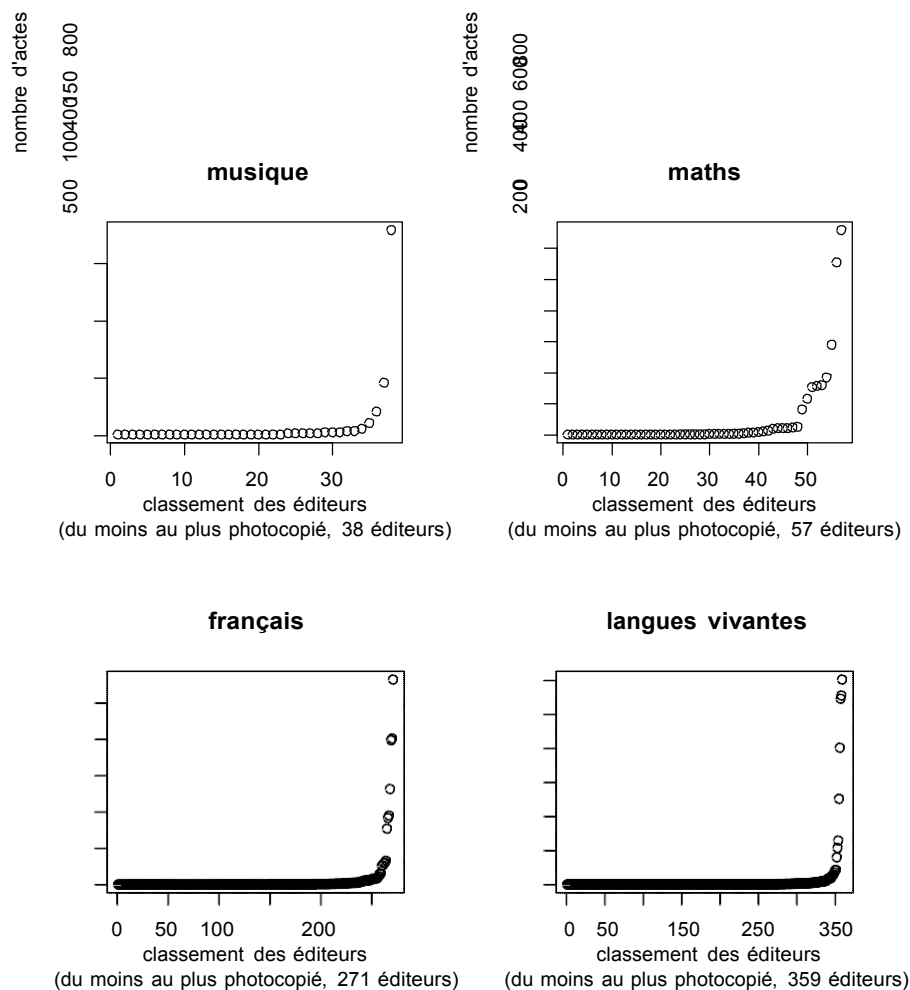 nombre d'actes
500 100400150 800
nombre d'actes
musique
maths
0 10 20 30
classement des éditeurs
(du moins au plus photocopié, 38 éditeurs)
0 10 20 30 40 50
classement des éditeurs
(du moins au plus photocopié, 57 éditeurs)
français
langues vivantes
0 50 100 200
classement des éditeurs
(du moins au plus photocopié, 271 éditeurs)
0 50 150 250 350
classement des éditeurs
(du moins au plus photocopié, 359 éditeurs)